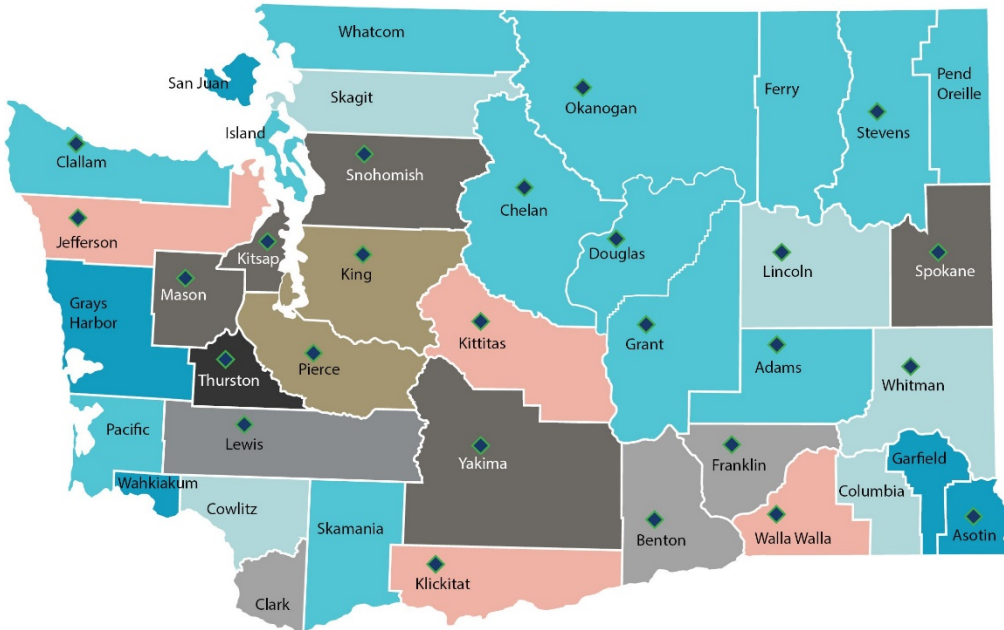 Whatcom
San Juan
Skagit
Okanogan
Ferry
Stevens
Pend
Oreille
Island
Clallam
Snohomish
Chelan
Jefferson
Kitsap
King
Douglas
Lincoln
Spokane
Mason
Grays
Harbor
Thurston
Pierce
Kittitas
Grant
Adams
Whitman
Pacific
Lewis
Yakima
Franklin
Garfield
Wahkiakum
Cowlitz
Skamania
Benton
Walla Walla
Columbia
Asotin
Clark
Klickitat